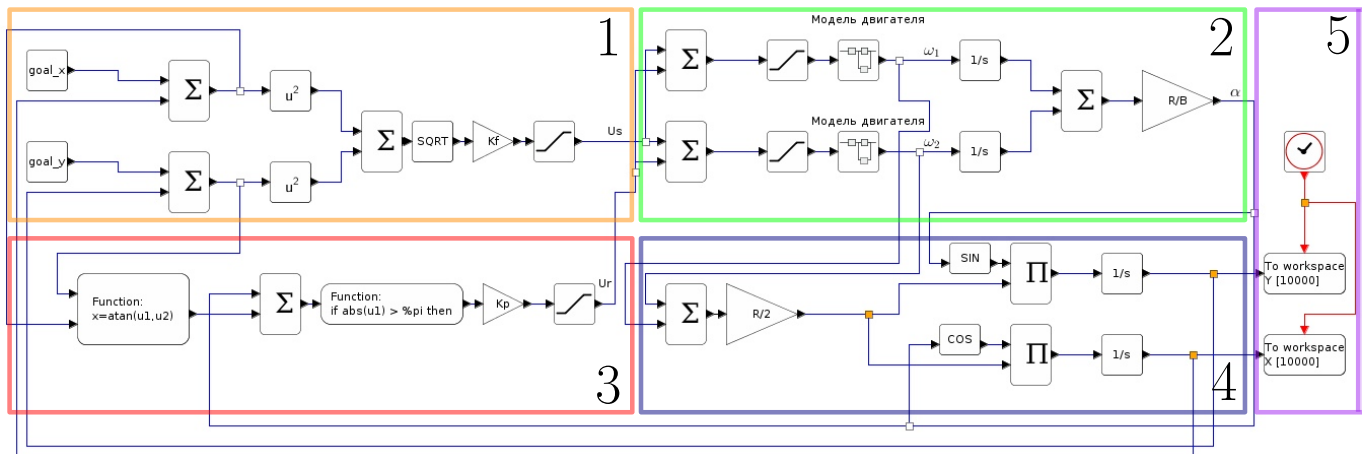 1
goal_x
Σ
u²
goal_y
Σ
u²
Σ
SQRT
Kf
Us
2
Модель двигателя
Σ
ω₁
1/s
Модель двигателя
Σ
ω₂
1/s
Σ
R/B
α
5
To workspace
Y [10000]
To workspace
X [10000]
3
Function:
x=atan(u1,u2)
Σ
Function:
if abs(u1) > %pi then
Kp
Ur
4
Σ
R/2
SIN
Π
1/s
COS
Π
1/s